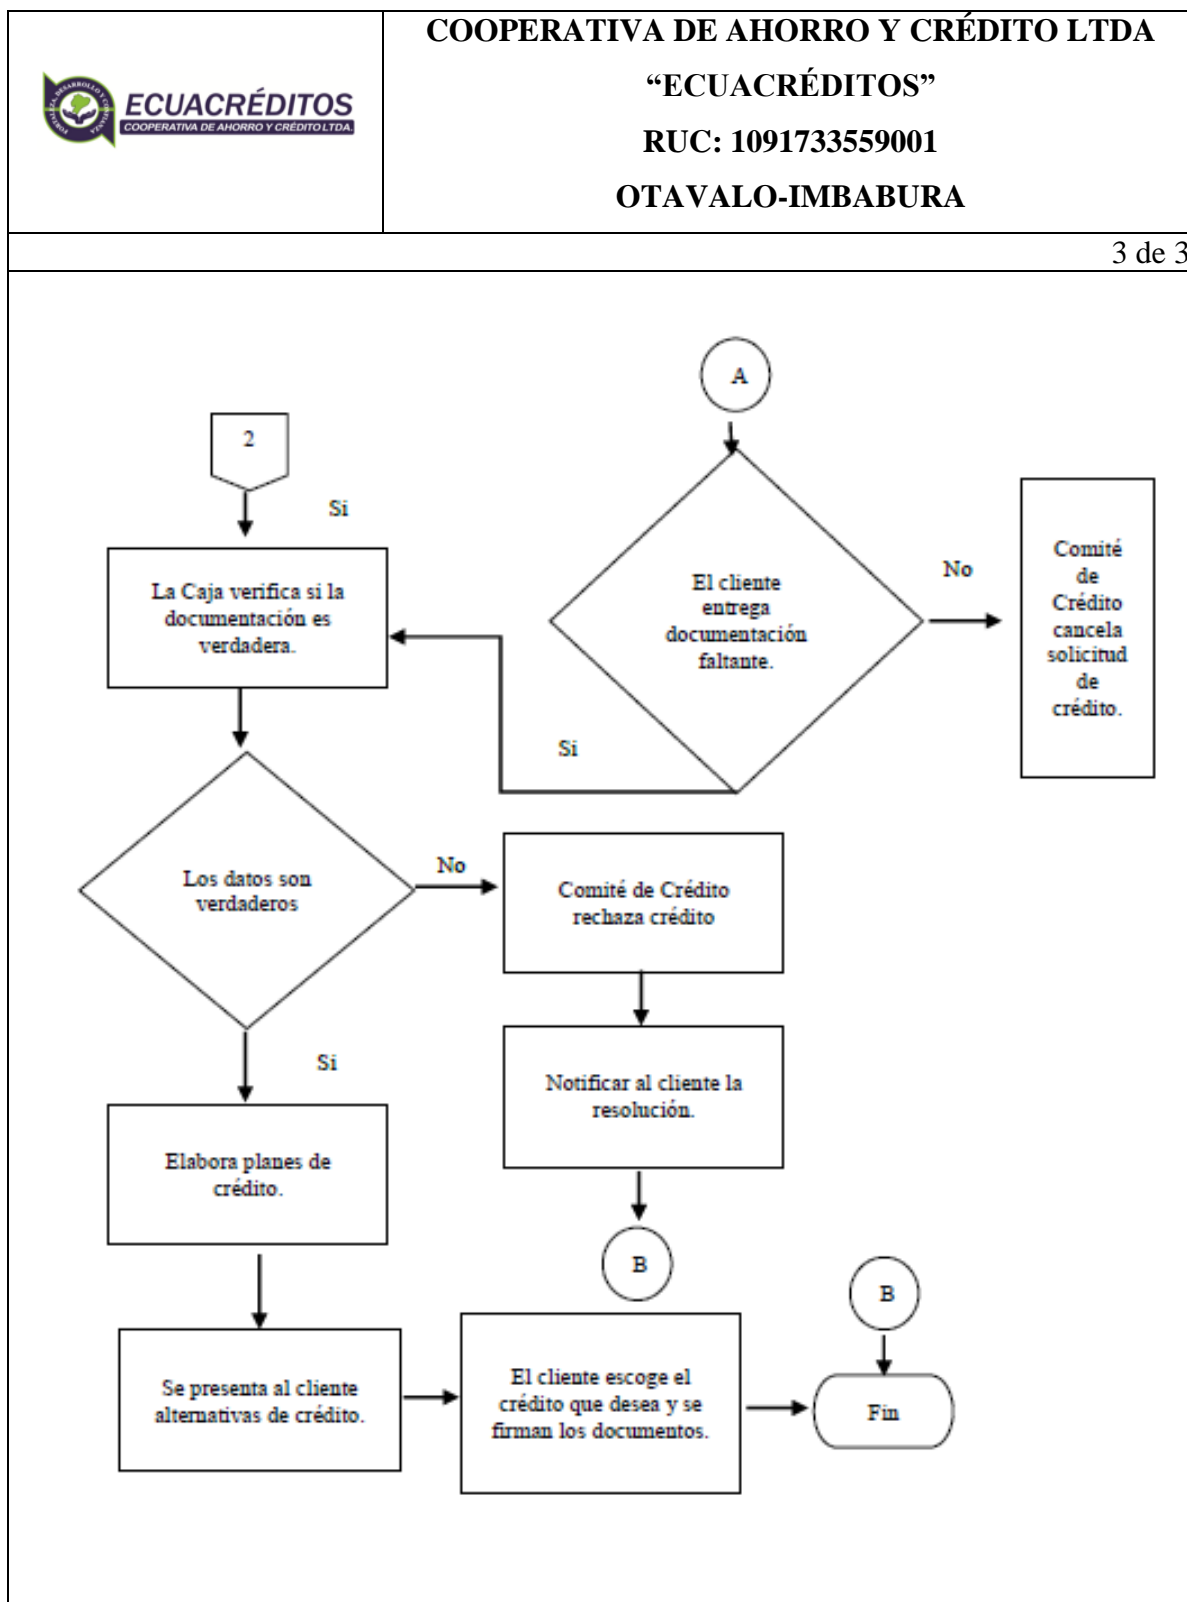 COOPERATIVA DE AHORRO Y CRÉDITO LTDA
“ECUACRÉDITOS”
RUC: 1091733559001
OTAVALO-IMBABURA
FORTALEZA, DESARROLLO Y CONFIANZA
ECUACRÉDITOS
COOPERATIVA DE AHORRO Y CRÉDITO LTDA.
3 de 3
A
2
Si
La Caja verifica si la
documentación es
verdadera.
El cliente
entrega
documentación
faltante.
No
Comité
de
Crédito
cancela
solicitud
de
crédito.
Si
Los datos son
verdaderos
No
Comité de Crédito
rechaza crédito
Si
Notificar al cliente la
resolución.
Elabora planes de
crédito.
B
B
Se presenta al cliente
alternativas de crédito.
El cliente escoge el
crédito que desea y se
firman los documentos.
Fin